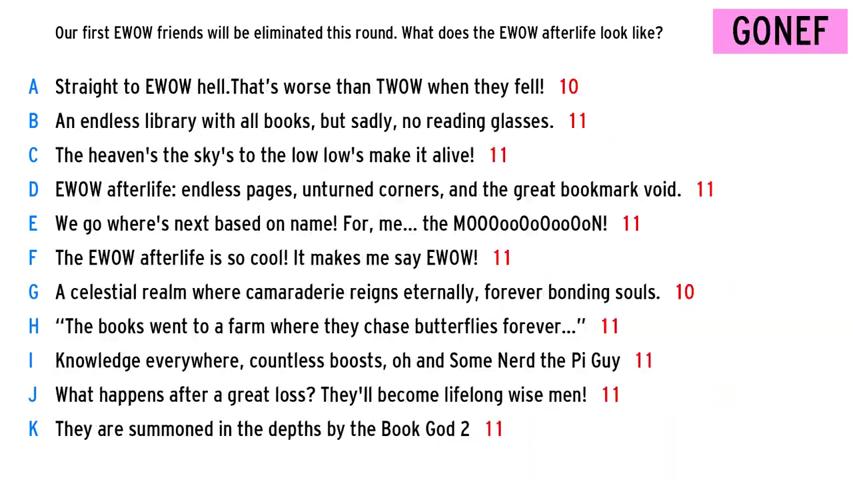 Our first EWOW friends will be eliminated this round. What does the EWOW afterlife look like?
GONEF
A Straight to EWOW hell.That's worse than TWOW when they fell! 10
B An endless library with all books, but sadly, no reading glasses. 11
C The heaven's the sky's to the low low's make it alive! 11
D EWOW afterlife: endless pages, unturned corners, and the great bookmark void. 11
E We go where's next based on name! For, me... the MOOOooOoOooOoN! 11
F The EWOW afterlife is so cool! It makes me say EWOW! 11
G A celestial realm where camaraderie reigns eternally, forever bonding souls. 10
H “The books went to a farm where they chase butterflies forever...” 11
I Knowledge everywhere, countless boosts, oh and Some Nerd the Pi Guy 11
J What happens after a great loss? They'll become lifelong wise men! 11
K They are summoned in the depths by the Book God 2 11